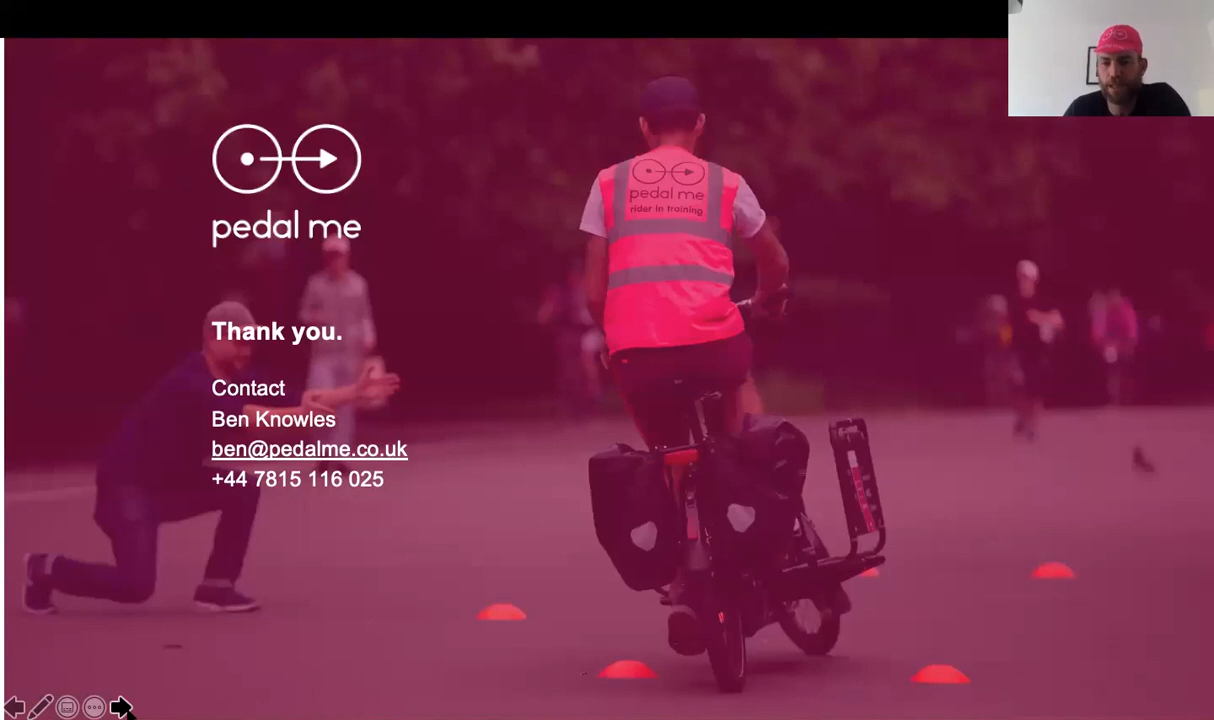 pedal me
Thank you.
Contact
Ben Knowles
ben@pedalme.co.uk
+44 7815 116 025
pedal me
rider in training